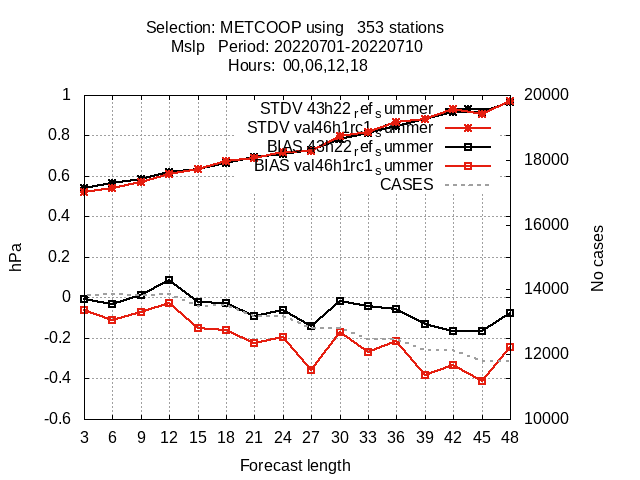 Selection: METCOOP using   353 stations
Mslp   Period: 20220701-20220710
Hours:  00,06,12,18
hPa
No cases
1
0.8
0.6
0.4
0.2
0
-0.2
-0.4
-0.6
20000
18000
16000
14000
12000
10000
STDV 43h22_ref_summer
STDV val46h1rc1_summer
BIAS 43h22_ref_summer
BIAS val46h1rc1_summer
CASES
3 6 9 12 15 18 21 24 27 30 33 36 39 42 45 48
Forecast length